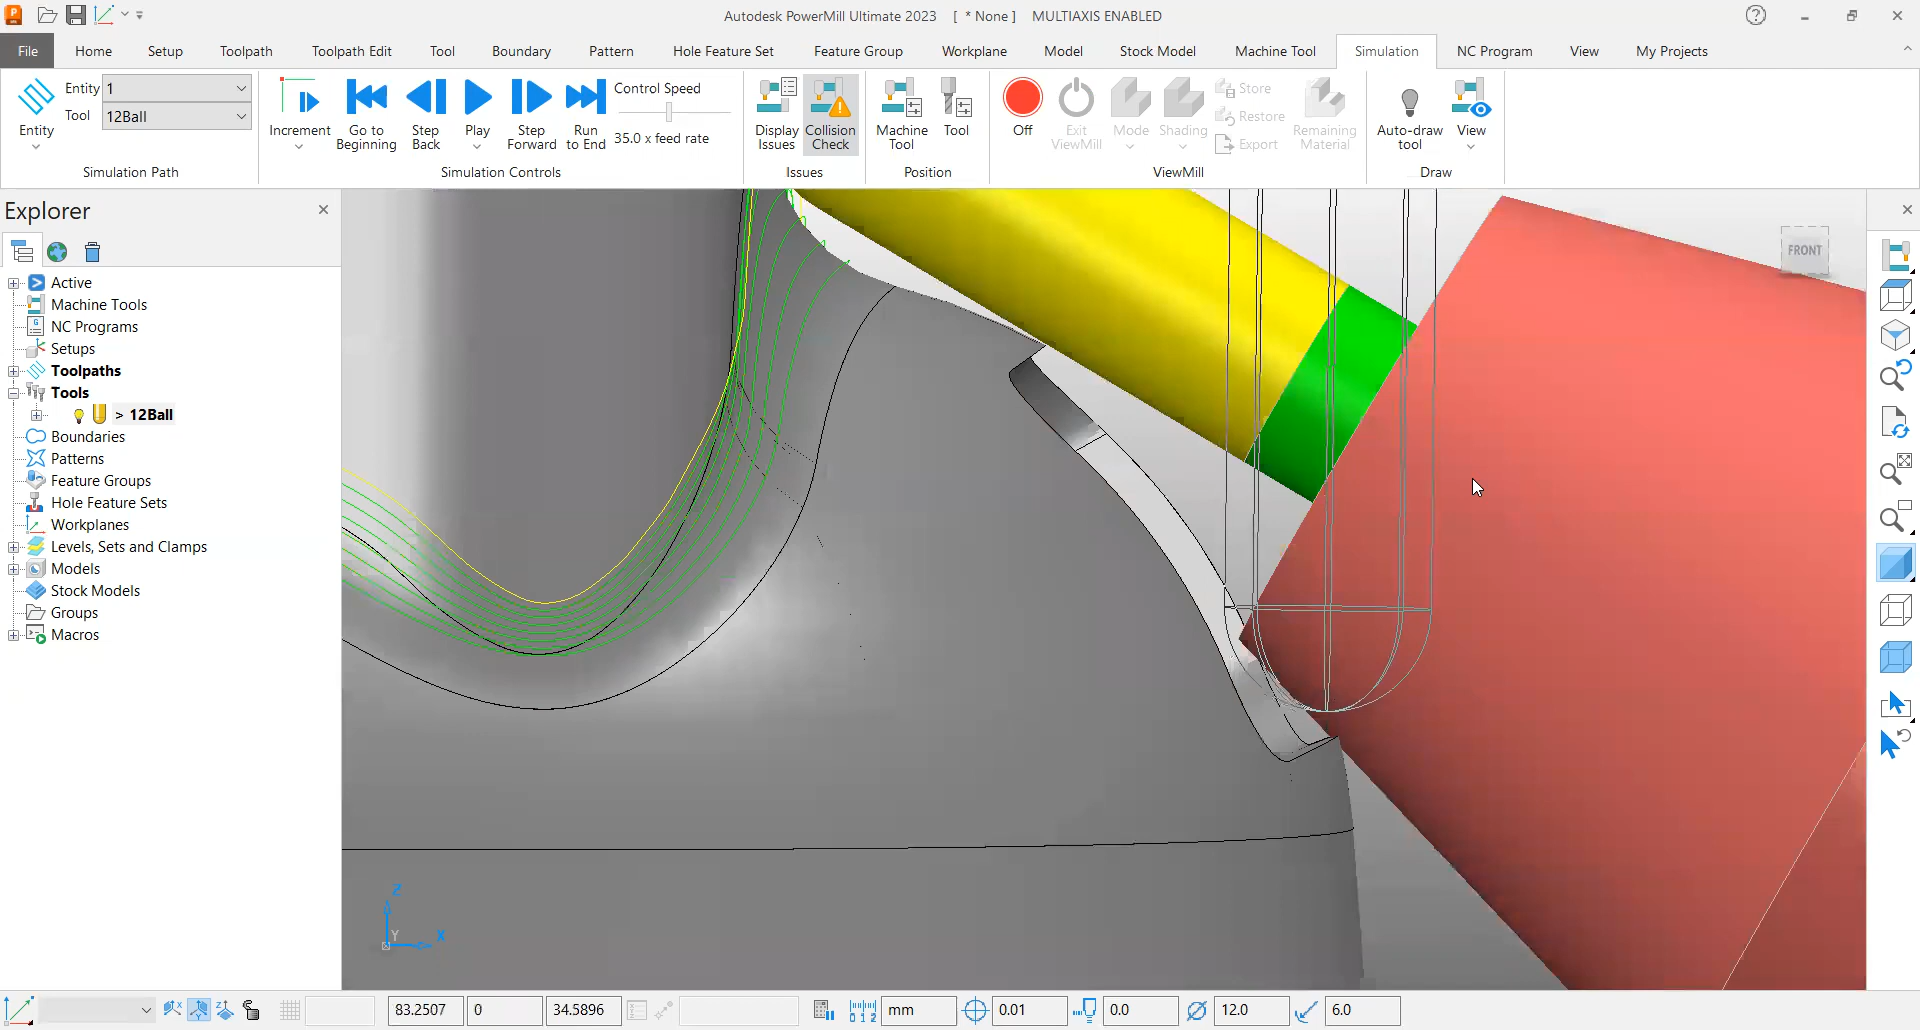 Autodesk PowerMill Ultimate 2023 [ * None ] MULTIAXIS ENABLED
File Home Setup Toolpath Toolpath Edit Tool Boundary Pattern Hole Feature Set Feature Group Workplane Model Stock Model Machine Tool Simulation NC Program View My Projects
Entity 1
Tool 12Ball
Entity
Simulation Path
Increment
Go to Beginning
Step Back
Play
Step Forward
Run to End
Control Speed
35.0 x feed rate
Simulation Controls
Display Issues
Collision Check
Issues
Machine Tool
Tool
Position
Off
Exit ViewMill
Mode
Shading
Store
Restore
Export
Remaining Material
ViewMill
Auto-draw tool
View
Draw
Explorer
Active
Machine Tools
NC Programs
Setups
Toolpaths
Tools
> 12Ball
Boundaries
Patterns
Feature Groups
Hole Feature Sets
Workplanes
Levels, Sets and Clamps
Models
Stock Models
Groups
Macros
FRONT
Z
Y
X
83.2507 0 34.5896 mm 0.01 0.0 12.0 6.0